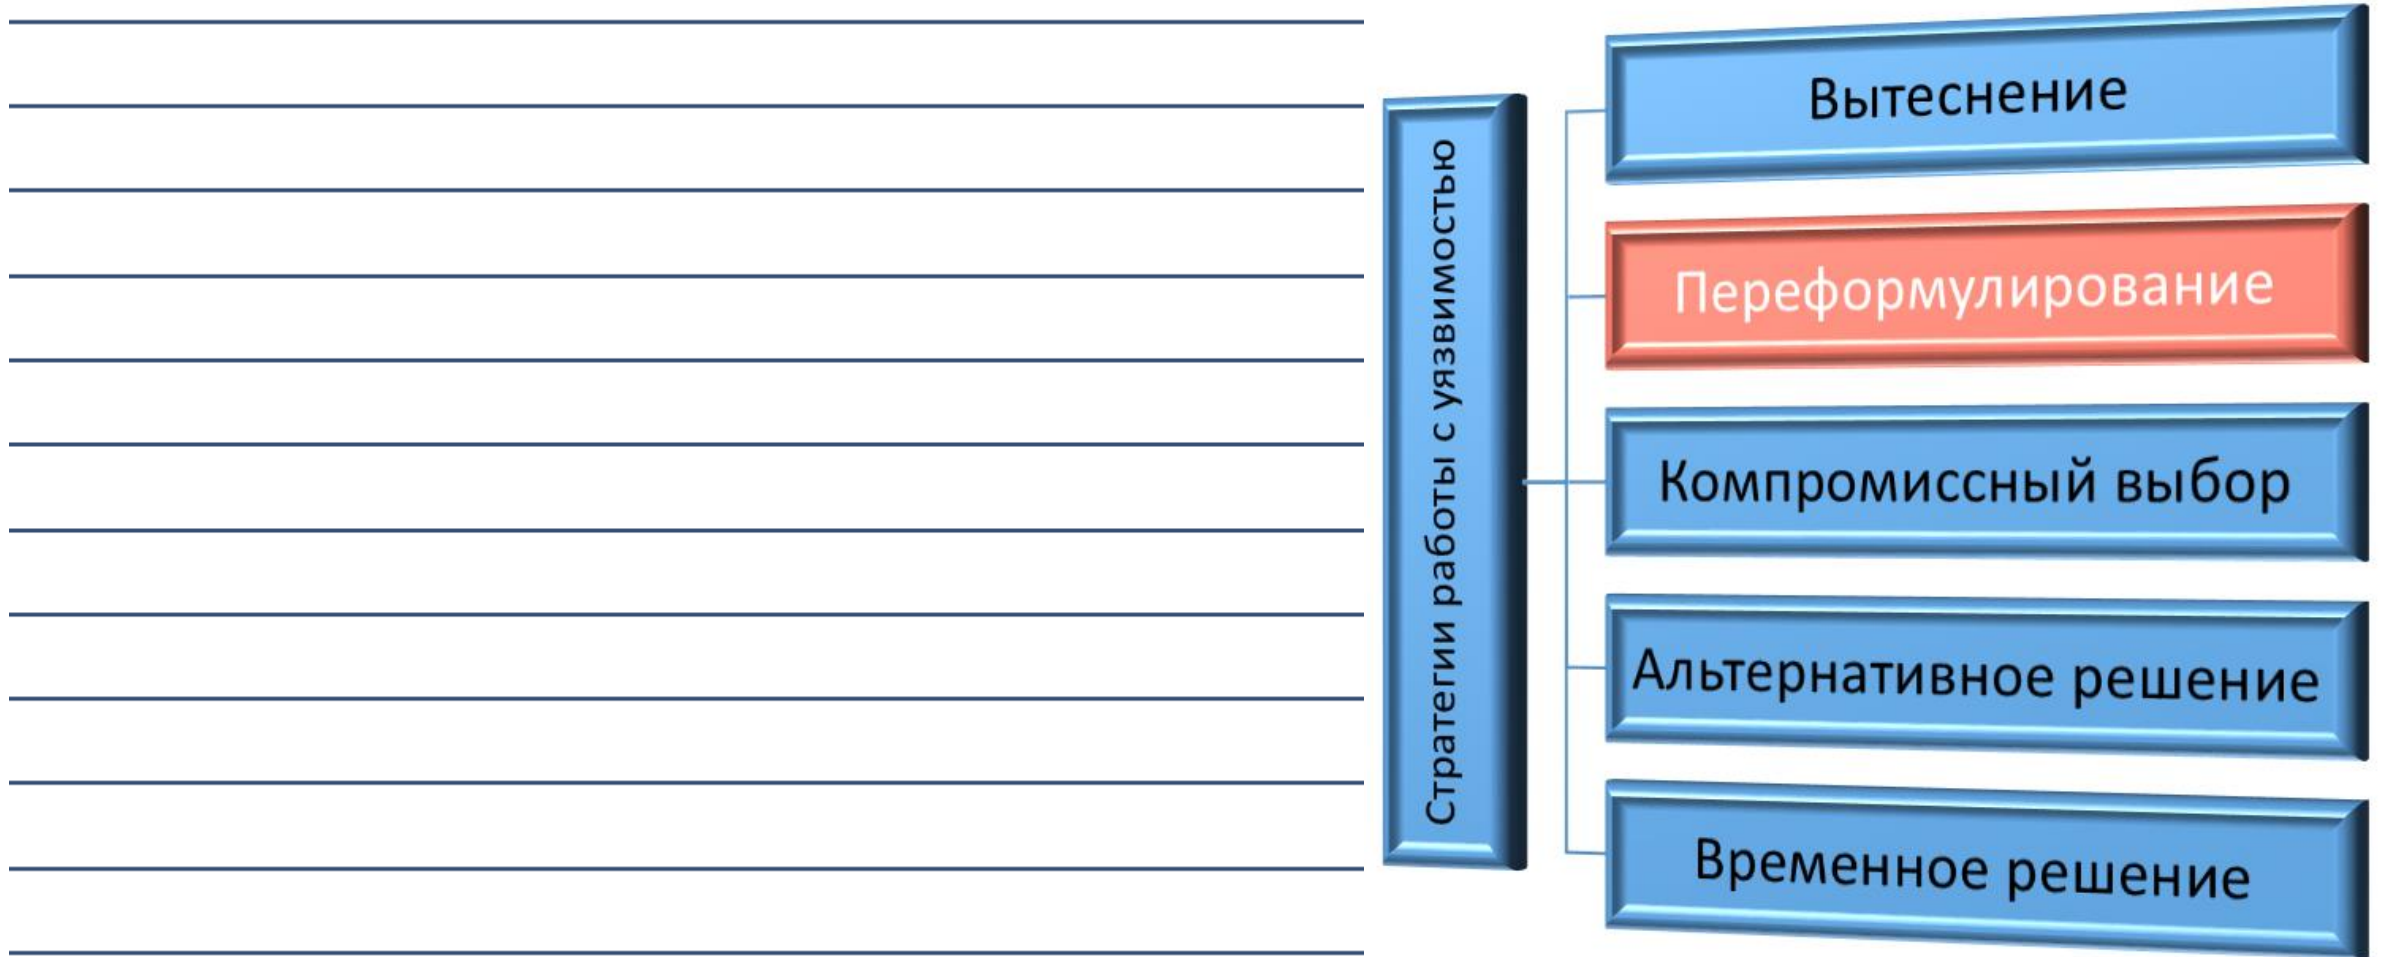 Стратегии работы с уязвимостью
Вытеснение
Переформулирование
Компромиссный выбор
Альтернативное решение
Временное решение